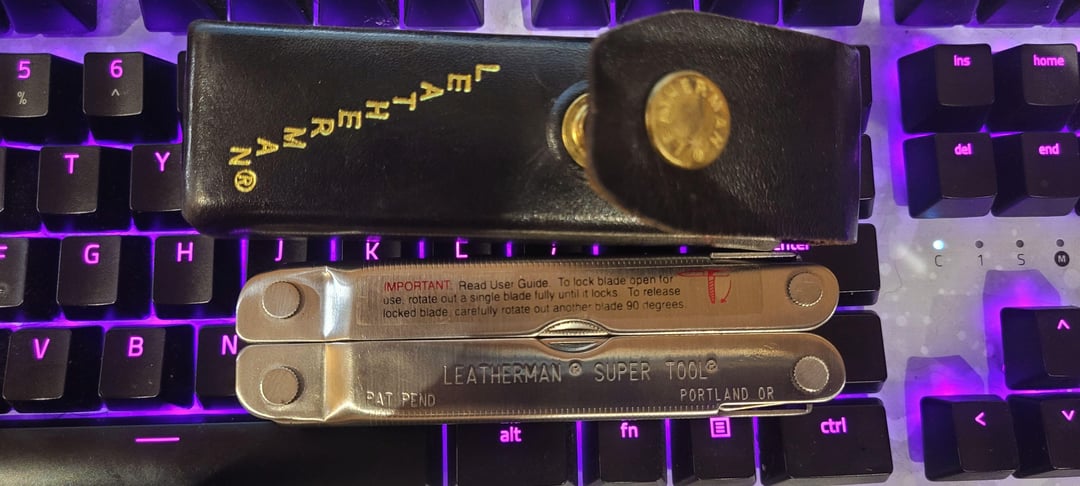 LEATHERMAN®
LEATHERMAN
5
%
6
^
ins
home
T
Y
del
end
G
H
J
K
L
;
enter
C
1
S
M
IMPORTANT: Read User Guide. To lock blade open for
use, rotate out a single blade fully until it locks. To release
locked blade, carefully rotate out another blade 90 degrees.
V
B
N
LEATHERMAN® SUPER TOOL®
PAT PEND
PORTLAND OR
alt
fn
ctrl